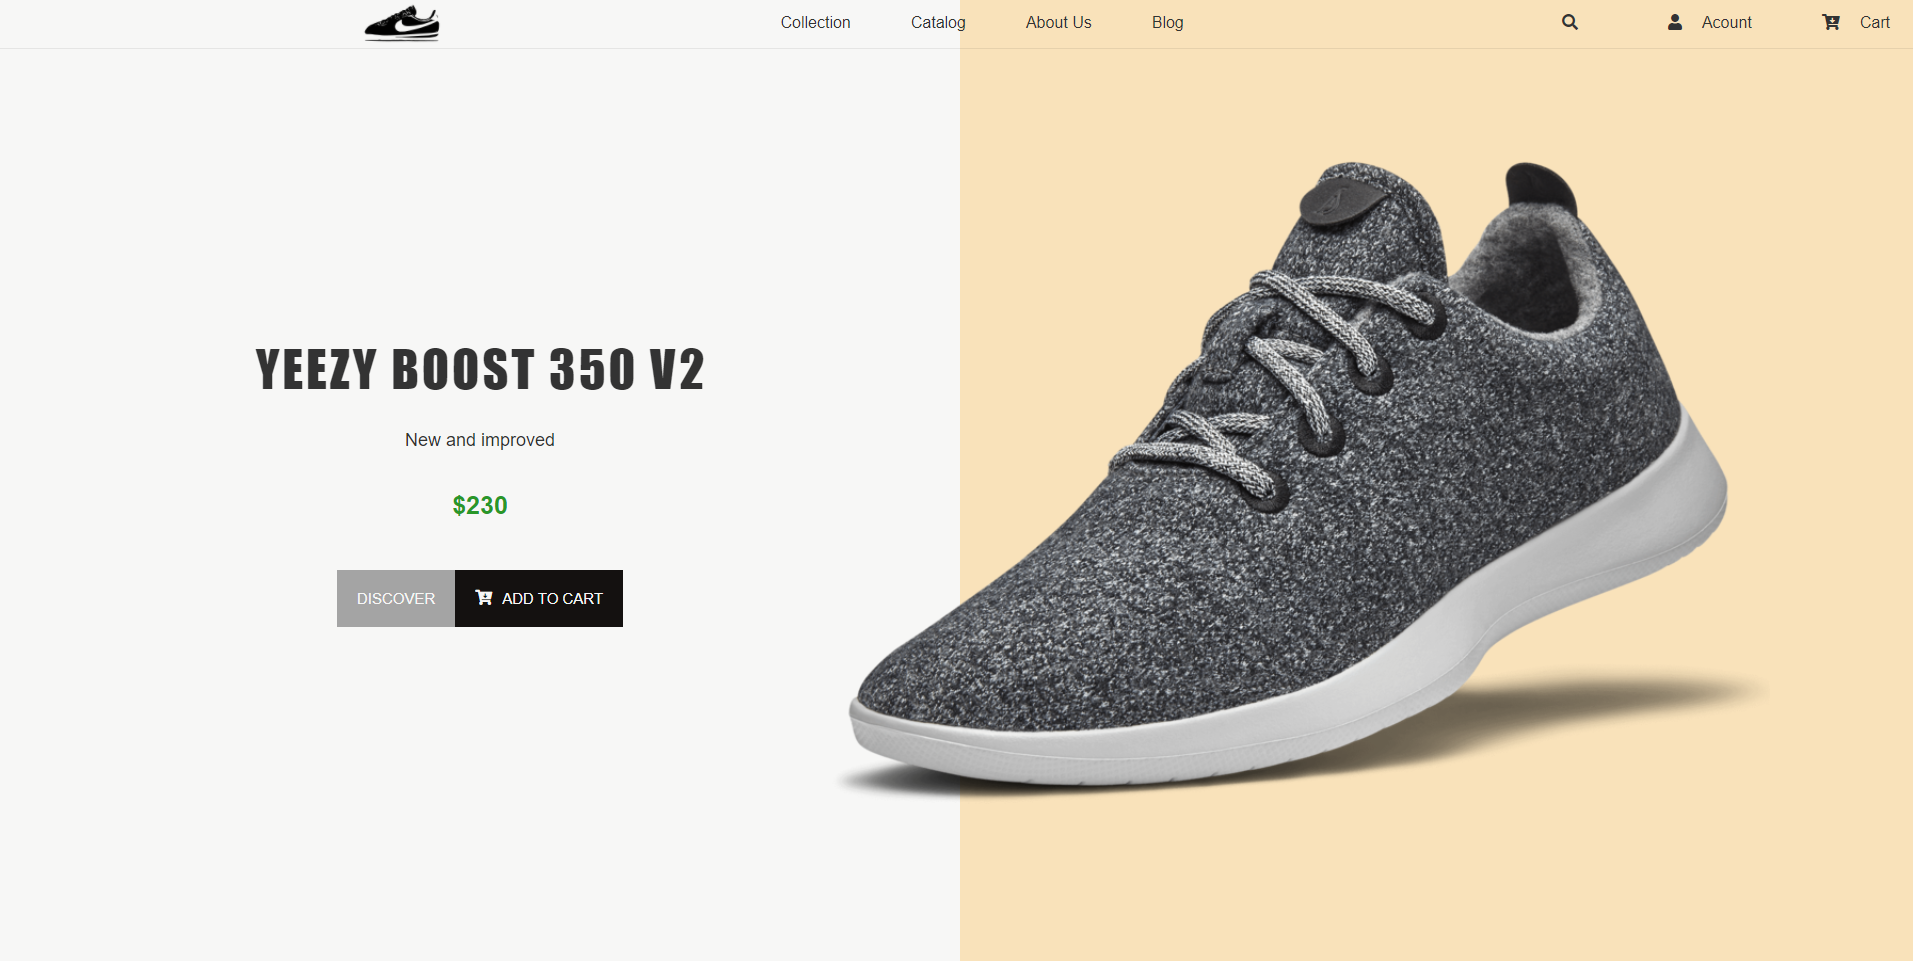 Collection Catalog About Us Blog Acount Cart
YEEZY BOOST 350 V2
New and improved
$230
DISCOVER ADD TO CART